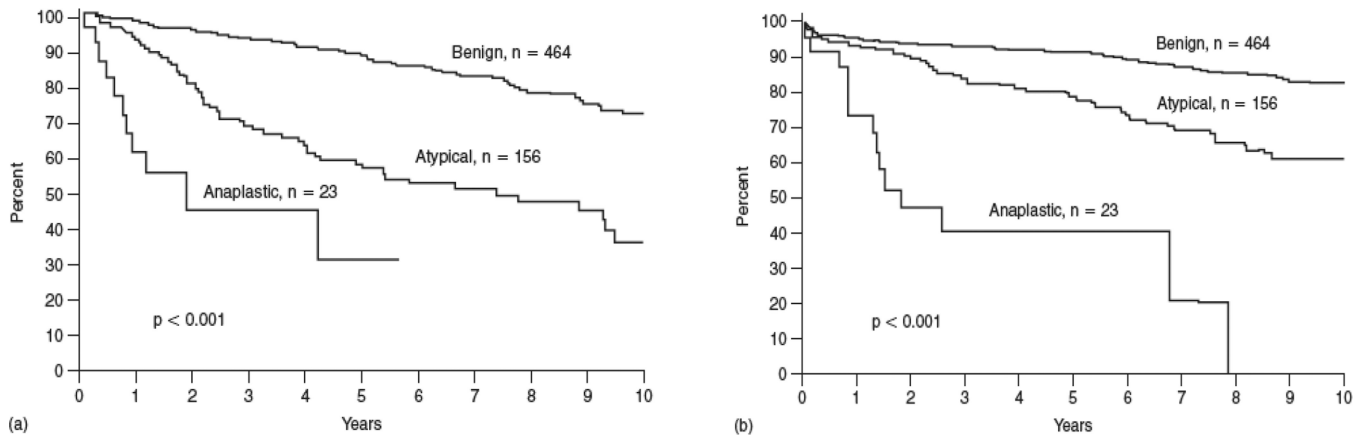 100
90
80
70
60
50
40
30
20
10
0
Percent
Benign, n = 464
Atypical, n = 156
Anaplastic, n = 23
p < 0.001
0 1 2 3 4 5 6 7 8 9 10
Years
(a)
100
90
80
70
60
50
40
30
20
10
0
Percent
Benign, n = 464
Atypical, n = 156
Anaplastic, n = 23
p < 0.001
0 1 2 3 4 5 6 7 8 9 10
Years
(b)